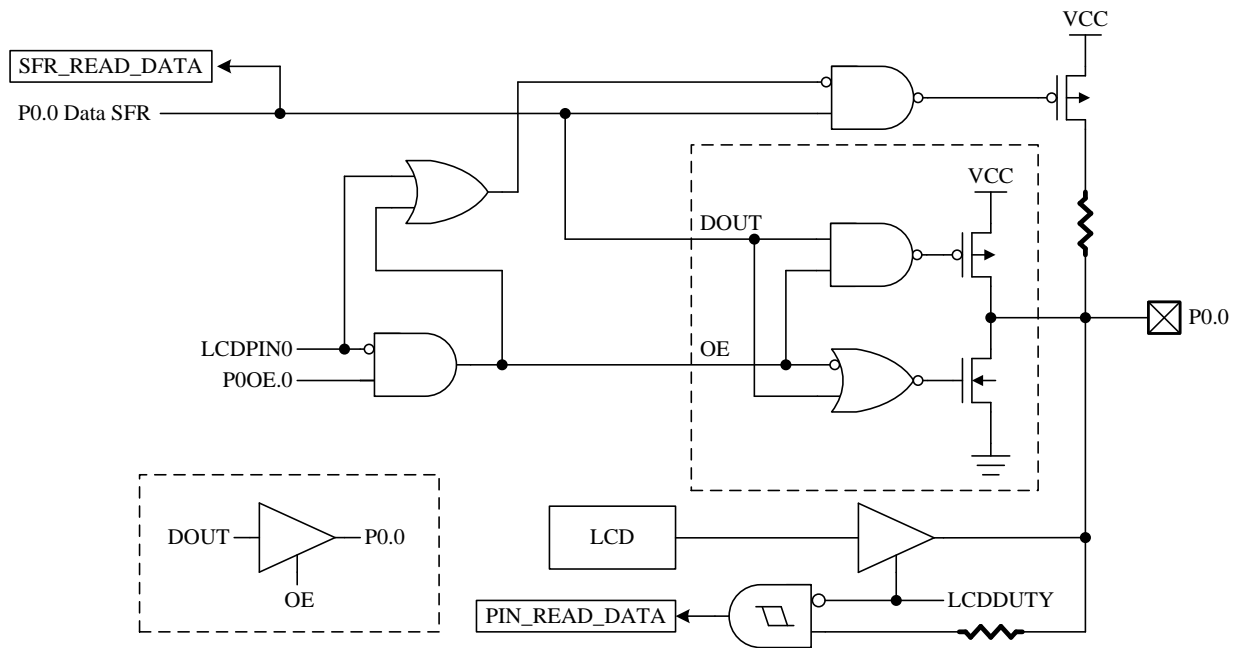 VCC
SFR_READ_DATA
P0.0 Data SFR
VCC
DOUT
P0.0
LCDPIN0
OE
P0OE.0
DOUT
P0.0
LCD
OE
LCDDUTY
PIN_READ_DATA